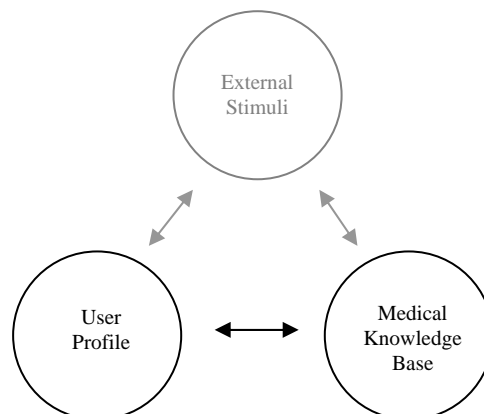 External
Stimuli
User
Profile
Medical
Knowledge
Base